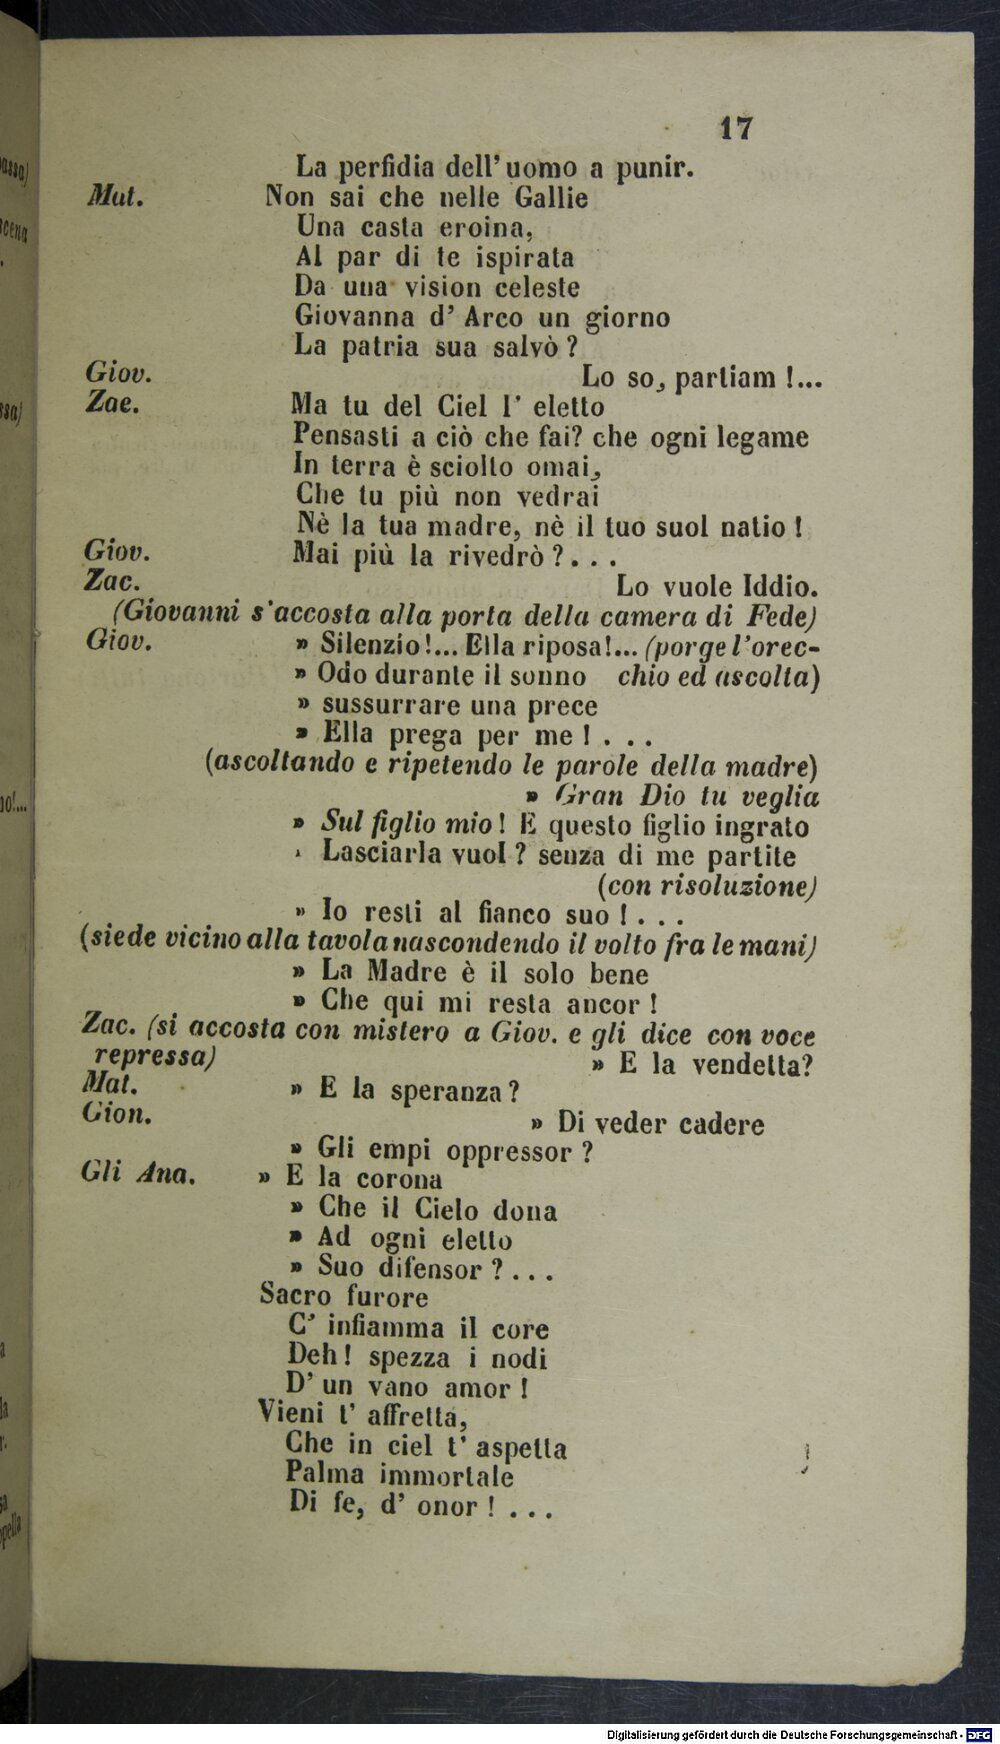 17
La perfidia dell'uomo a punir.
Mat. Non sai che nelle Gallie
Una casta eroina,
Al par di te ispirata
Da una vision celeste
Giovanna d' Arco un giorno
La patria sua salvò?
Giov. Lo so, partiam!...
Zae. Ma tu del Ciel l' eletto
Pensasti a ciò che fai? che ogni legame
In terra è sciolto omai,
Che tu più non vedrai
Nè la tua madre, nè il tuo suol natio!
Giov. Mai più la rivedrò?...
Zac. Lo vuole Iddio.
(Giovanni s'accosta alla porta della camera di Fede)
Giov. » Silenzio!... Ella riposa!... (porge l'orec-
» Odo durante il sonno chio ed ascolta)
» sussurrare una prece
» Ella prega per me! . . .
(ascoltando e ripetendo le parole della madre)
» Gran Dio tu veglia
» Sul figlio mio! E questo figlio ingrato
Lasciarla vuol? senza di me partite
(con risoluzione)
» Io resti al fianco suo! . . .
(siede vicino alla tavola nascondendo il volto fra le mani)
» La Madre è il solo bene
» Che qui mi resta ancor!
Zac. (si accosta con mistero a Giov. e gli dice con voce
repressa) » E la vendetta?
Mat. » E la speranza?
Gion. » Di veder cadere
» Gli empi oppressor?
Gli Ana. » E la corona
» Che il Cielo dona
» Ad ogni eletto
» Suo difensor? . . .
Sacro furore
C' infiamma il core
Deh! spezza i nodi
D' un vano amor!
Vieni t' affretta,
Che in ciel t' aspetta
Palma immortale
Di fe, d' onor! . . .
assa)
scena
ssa)
no!...
a
la
r.
sa
ppella
Digitalisierung gefördert durch die Deutsche Forschungsgemeinschaft - DFG